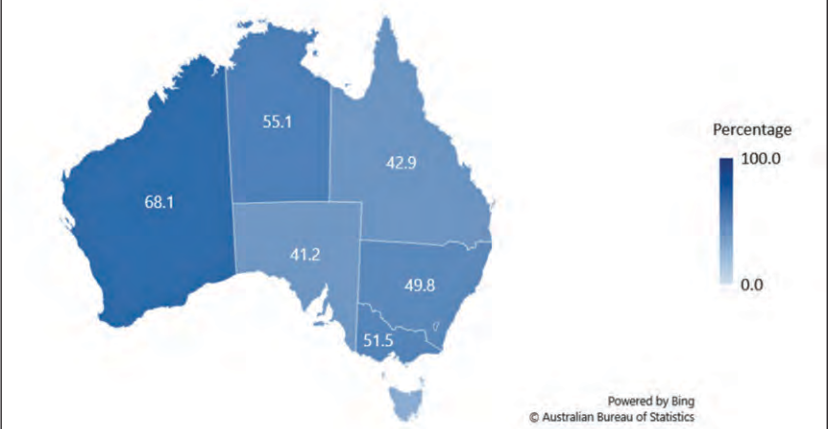 55.1
42.9
68.1
41.2
49.8
51.5
Percentage
100.0
0.0
Powered by Bing
© Australian Bureau of Statistics